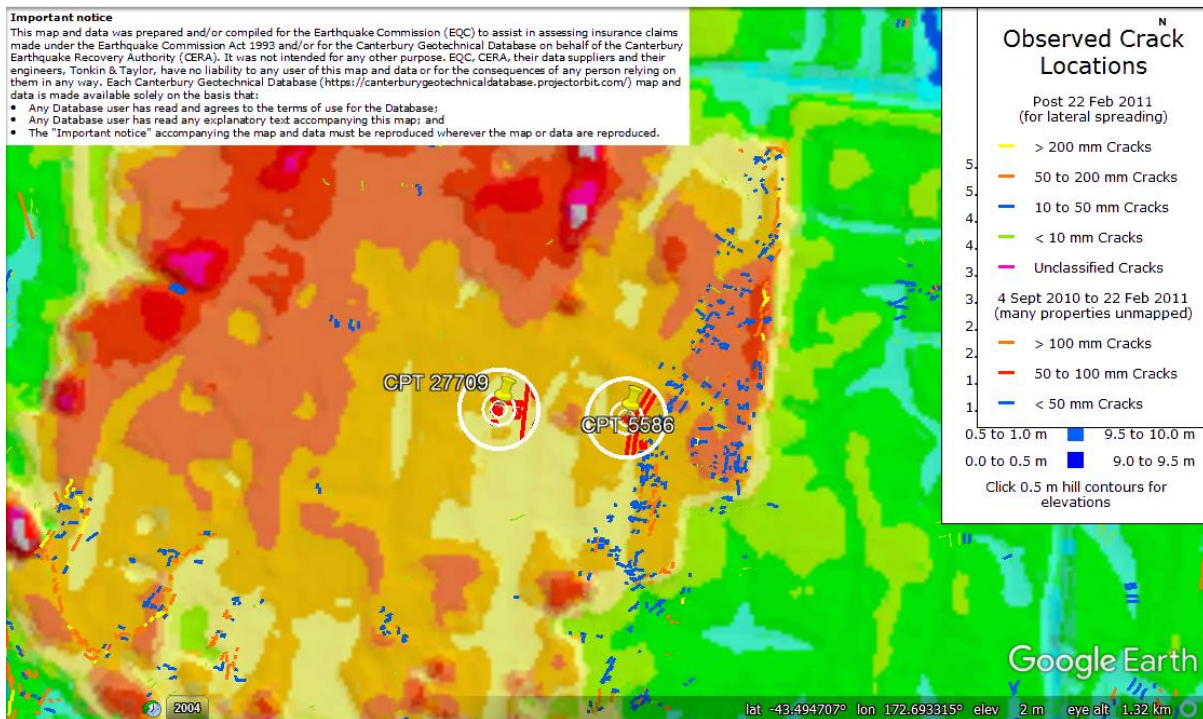 Important notice
This map and data was prepared and/or compiled for the Earthquake Commission (EQC) to assist in assessing insurance claims
made under the Earthquake Commission Act 1993 and/or for the Canterbury Geotechnical Database on behalf of the Canterbury
Earthquake Recovery Authority (CERA). It was not intended for any other purpose. EQC, CERA, their data suppliers and their
engineers, Tonkin & Taylor, have no liability to any user of this map and data or for the consequences of any person relying on
them in any way. Each Canterbury Geotechnical Database (https://canterburygeotechnicaldatabase.projectorbit.com/) map and
data is made available solely on the basis that:
• Any Database user has read and agrees to the terms of use for the Database;
• Any Database user has read any explanatory text accompanying this map; and
• The "Important notice" accompanying the map and data must be reproduced wherever the map or data are reproduced.
N
Observed Crack
Locations
Post 22 Feb 2011
(for lateral spreading)
> 200 mm Cracks
50 to 200 mm Cracks
10 to 50 mm Cracks
< 10 mm Cracks
Unclassified Cracks
4 Sept 2010 to 22 Feb 2011
(many properties unmapped)
> 100 mm Cracks
50 to 100 mm Cracks
< 50 mm Cracks
5.
5.
4.
4.
3.
3.
2.
2.
1.
1.
0.5 to 1.0 m 9.5 to 10.0 m
0.0 to 0.5 m 9.0 to 9.5 m
Click 0.5 m hill contours for
elevations
CPT 27709
CPT 5586
Google Earth
2004
lat -43.494707° lon 172.693315° elev 2 m eye alt 1.32 km